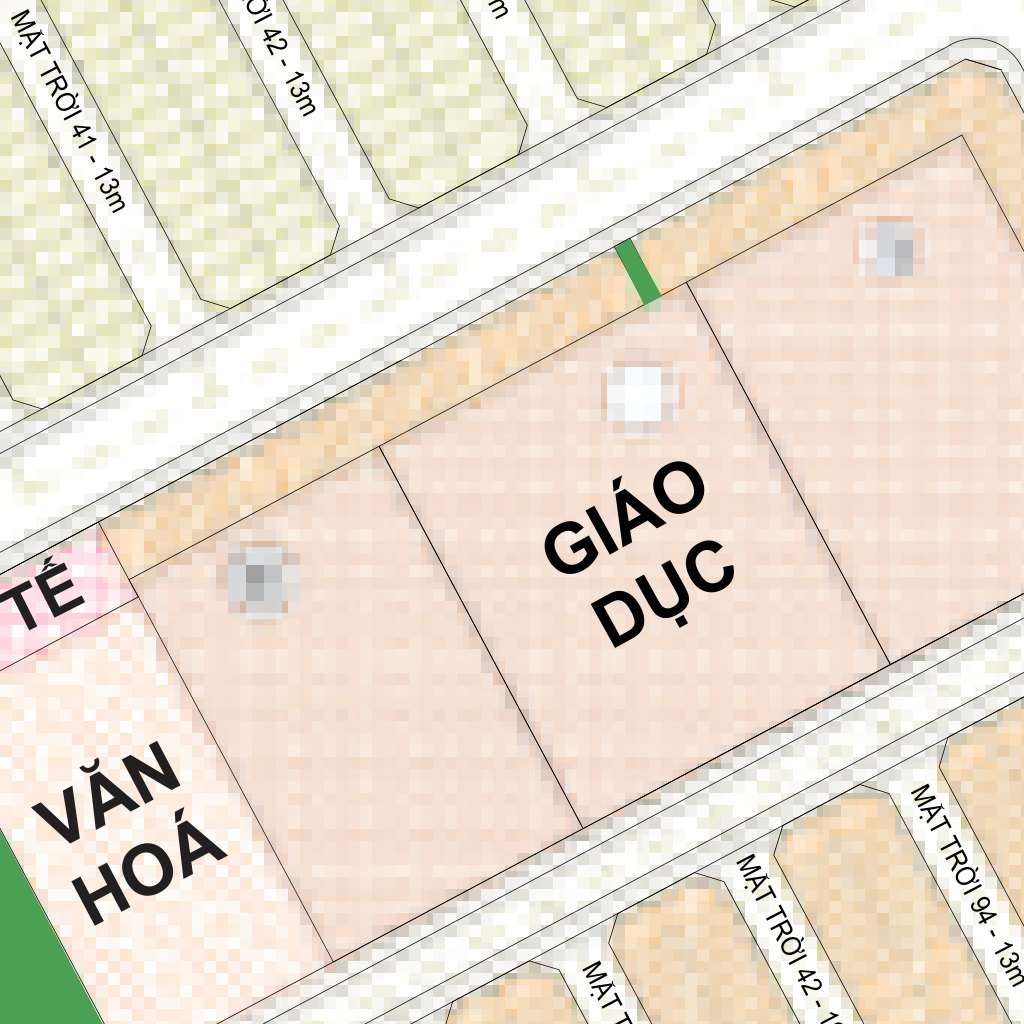 MẶT TRỜI 41 - 13m
42 - 13m
GIÁO
DỤC
TẾ
VĂN
HOÁ
MẶT TRỜI 94 - 13m
MẶT TRỜI 42 -
MẶT